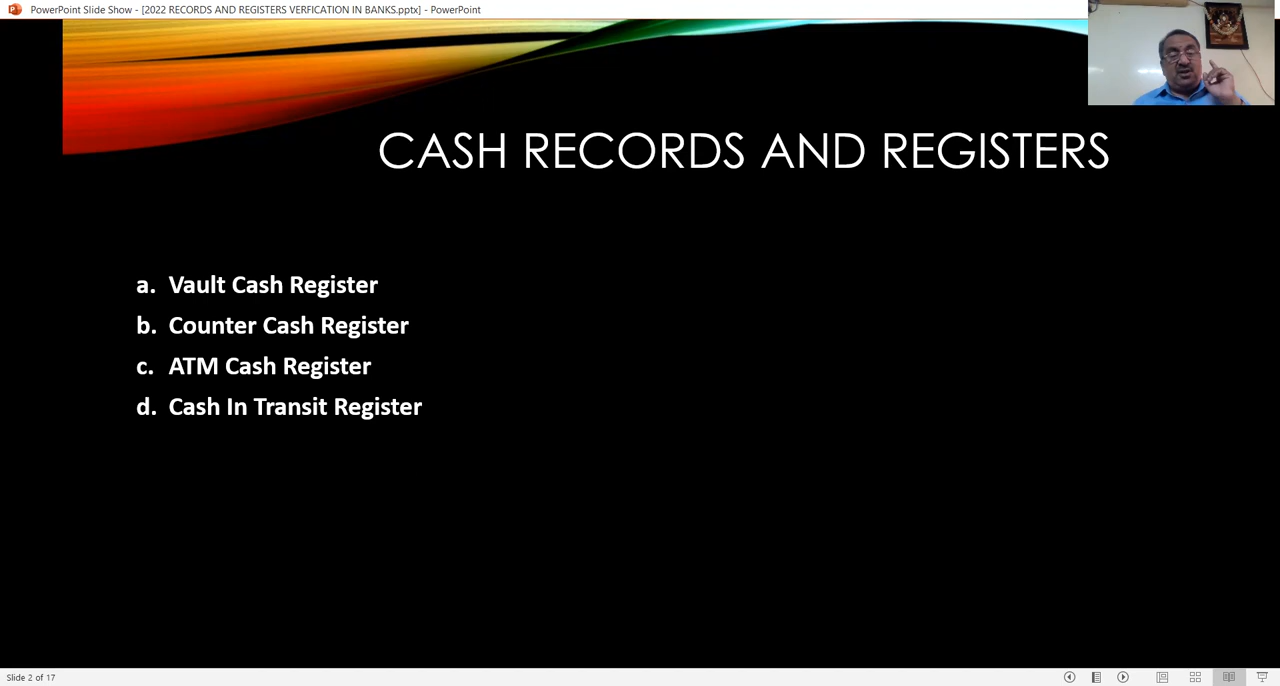 PowerPoint Slide Show - [2022 RECORDS AND REGISTERS VERFICATION IN BANKS.pptx] - PowerPoint
CASH RECORDS AND REGISTERS
a. Vault Cash Register
b. Counter Cash Register
c. ATM Cash Register
d. Cash In Transit Register
Slide 2 of 17